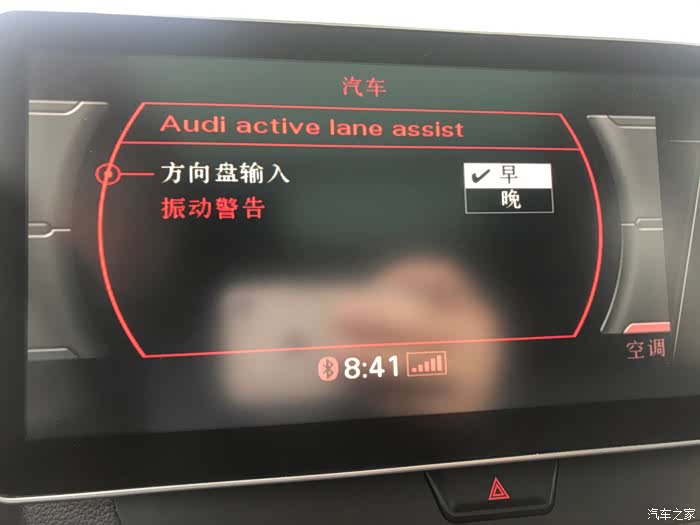 汽车
Audi active lane assist
方向盘输入
早
振动警告
晚
8:41
空调
汽车之家